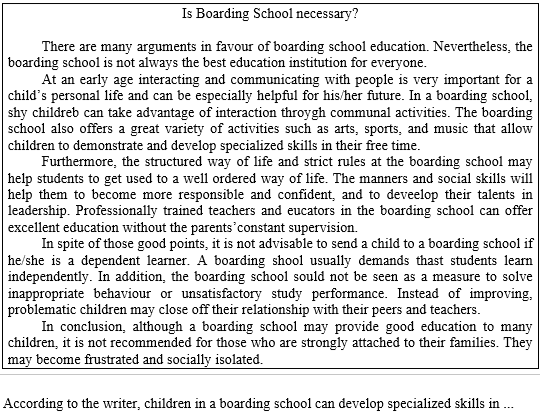 Is Boarding School necessary?
There are many arguments in favour of boarding school education. Nevertheless, the
boarding school is not always the best education institution for everyone.
At an early age interacting and communicating with people is very important for a
child's personal life and can be especially helpful for his/her future. In a boarding school,
shy childreb can take advantage of interaction throygh communal activities. The boarding
school also offers a great variety of activities such as arts, sports, and music that allow
children to demonstrate and develop specialized skills in their free time.
Furthermore, the structured way of life and strict rules at the boarding school may
help students to get used to a well ordered way of life. The manners and social skills will
help them to become more responsible and confident, and to deveelop their talents in
leadership. Professionally trained teachers and eucators in the boarding school can offer
excellent education without the parents'constant supervision.
In spite of those good points, it is not advisable to send a child to a boarding school if
he/she is a dependent learner. A boarding shool usually demands thast students learn
independently. In addition, the boarding school sould not be seen as a measure to solve
inappropriate behaviour or unsatisfactory study performance. Instead of improving,
problematic children may close off their relationship with their peers and teachers.
In conclusion, although a boarding school may provide good education to many
children, it is not recommended for those who are strongly attached to their families. They
may become frustrated and socially isolated.
According to the writer, children in a boarding school can develop specialized skills in ...